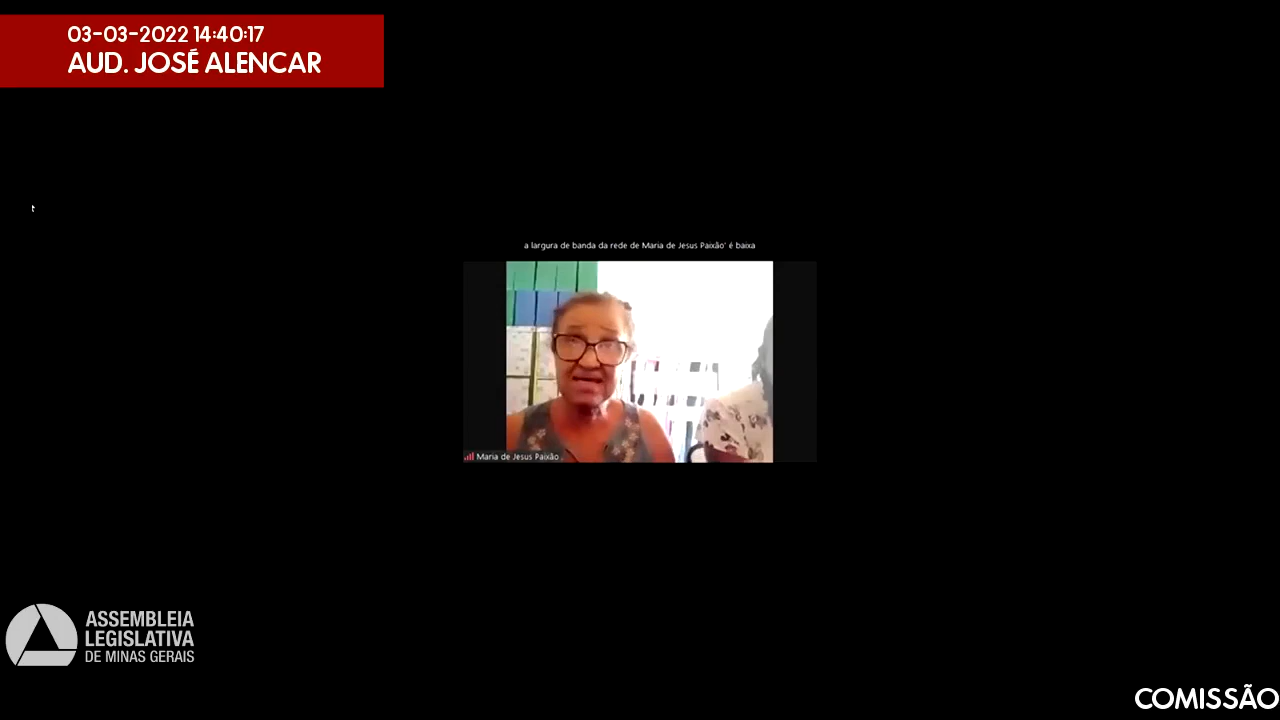 03-03-2022 14:40:17
AUD. JOSÉ ALENCAR
a largura de banda da rede de Maria de Jesus Paixão' é baixa
Maria de Jesus Paixão
ASSEMBLEIA
LEGISLATIVA
DE MINAS GERAIS
COMISSÃO